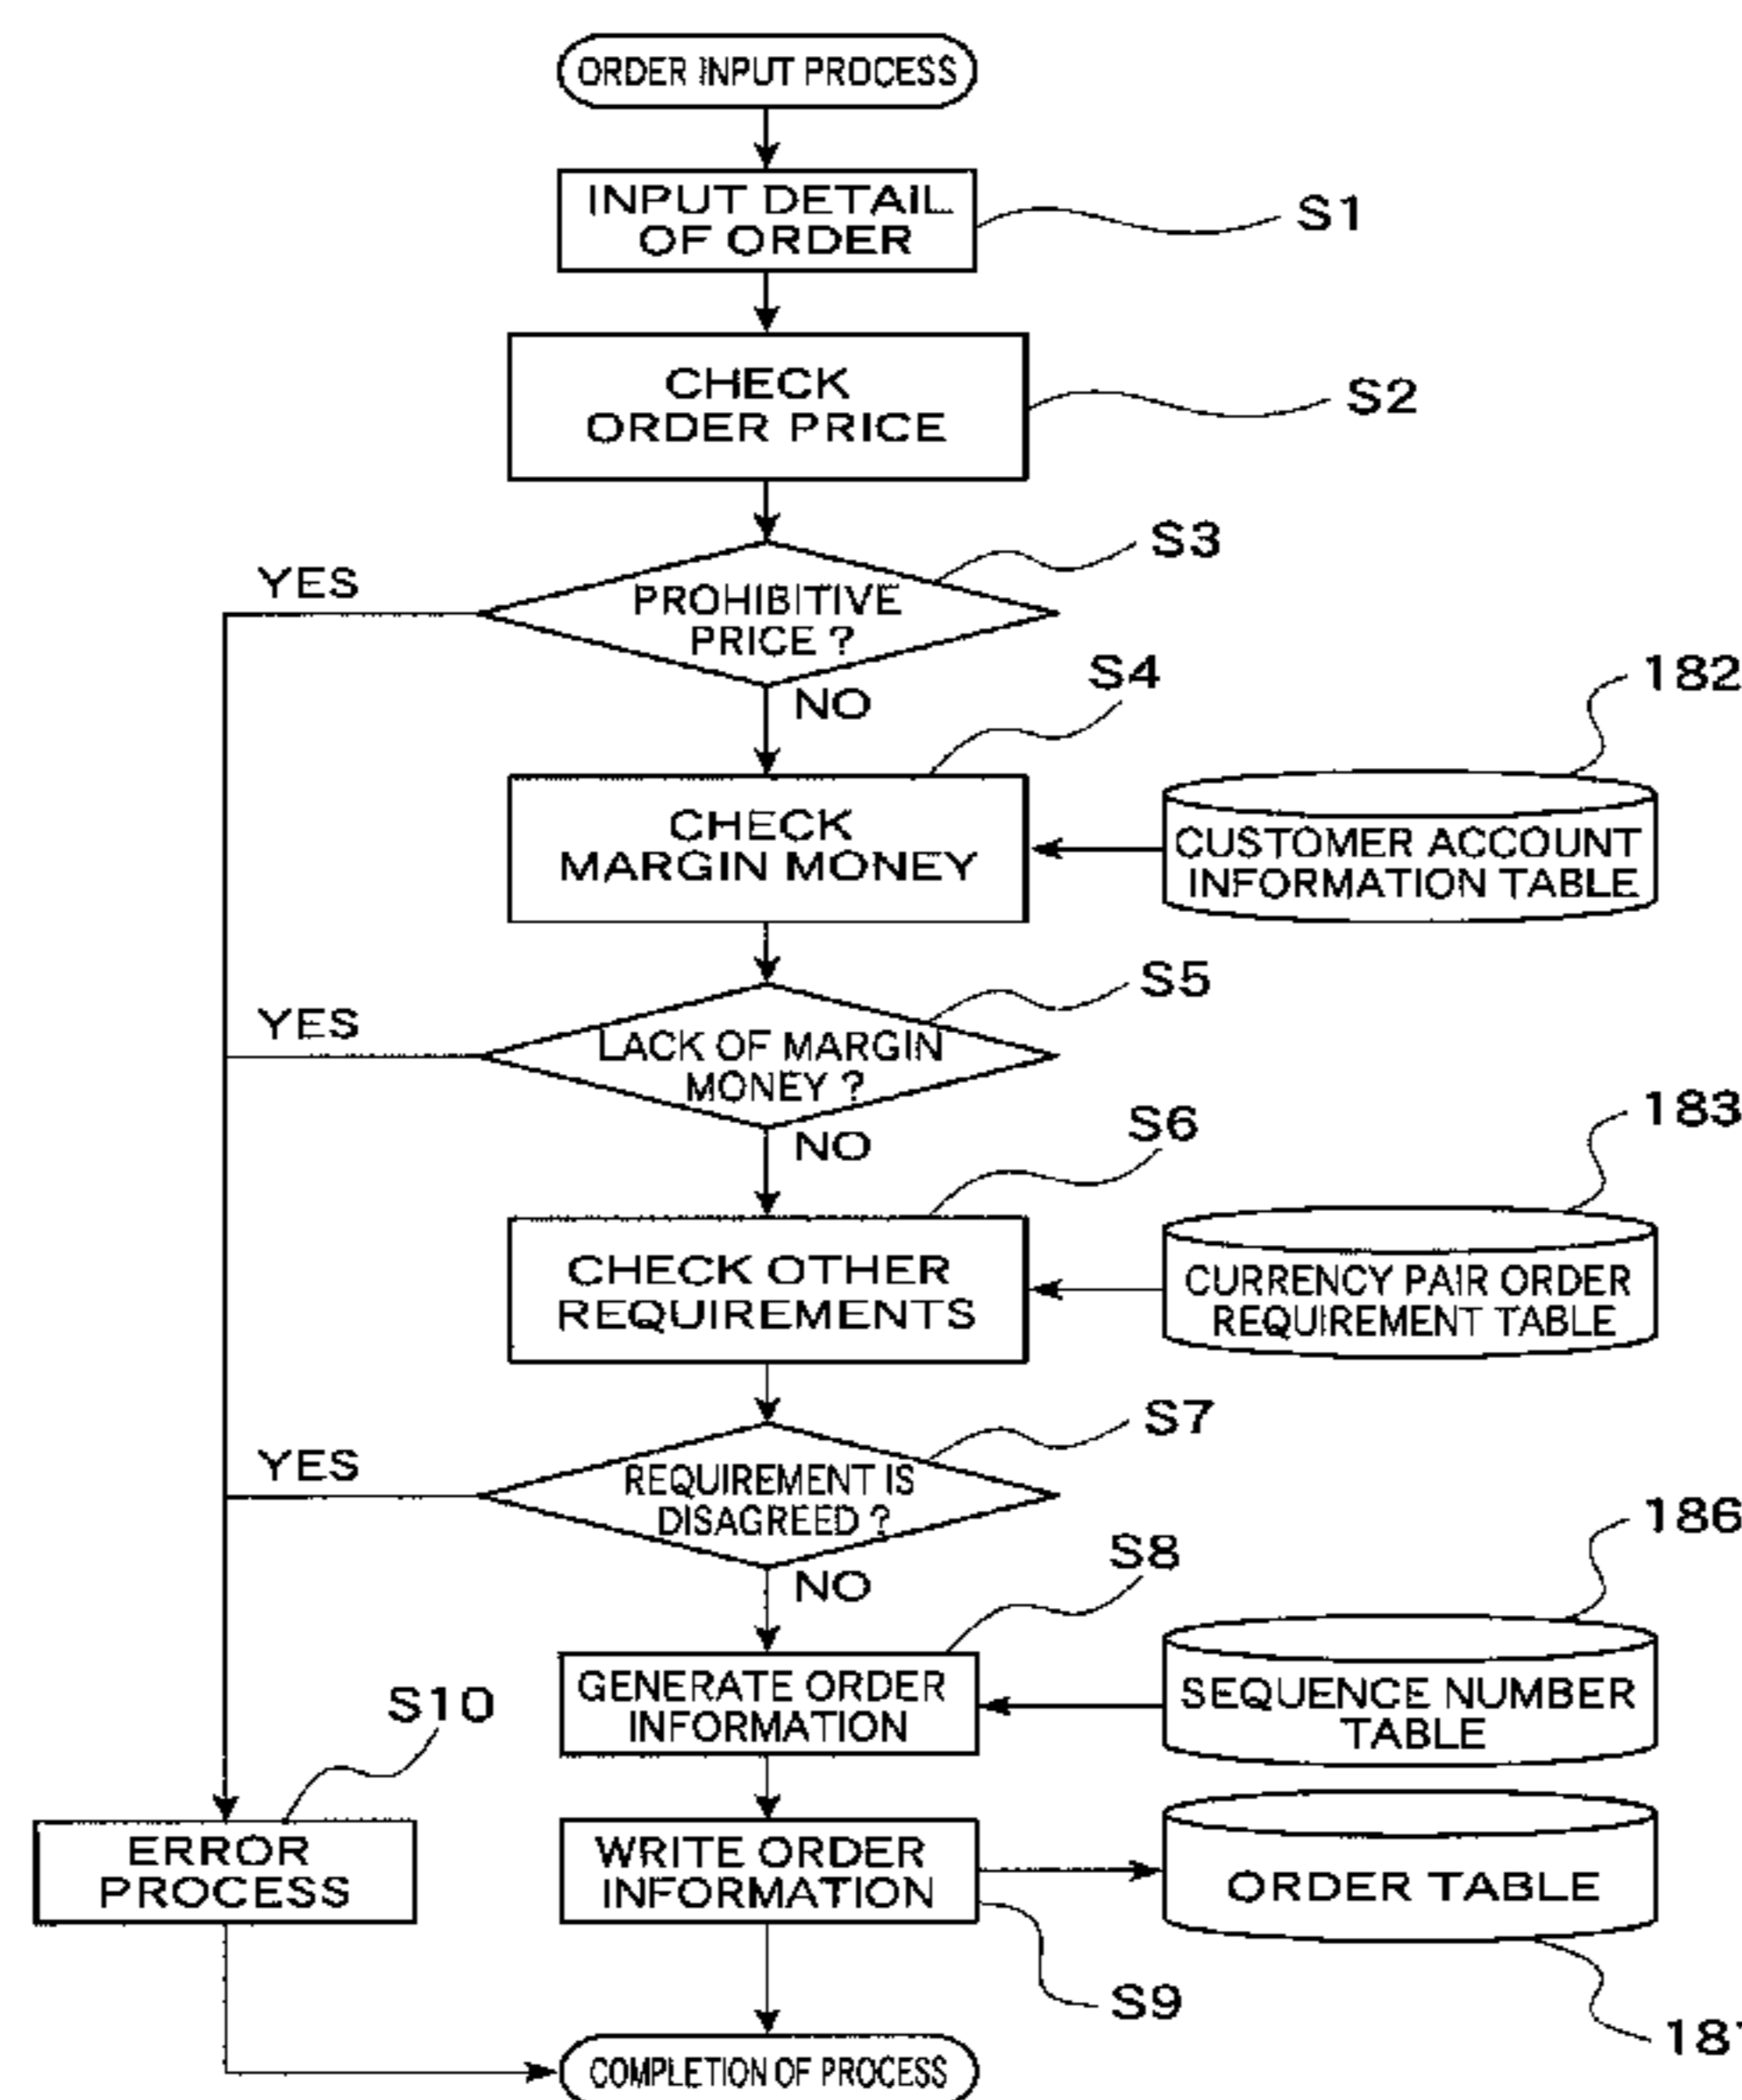 ORDER INPUT PROCESS
INPUT DETAIL
OF ORDER
S1
CHECK
ORDER PRICE
S2
S3
YES
PROHIBITIVE
PRICE ?
NO
S4
182
CHECK
MARGIN MONEY
CUSTOMER ACCOUNT
INFORMATION TABLE
S5
YES
LACK OF MARGIN
MONEY ?
NO
S6
183
CHECK OTHER
REQUIREMENTS
CURRENCY PAIR ORDER
REQUIREMENT TABLE
S7
YES
REQUIREMENT IS
DISAGREED ?
NO
S8
186
GENERATE ORDER
INFORMATION
SEQUENCE NUMBER
TABLE
S10
ERROR
PROCESS
WRITE ORDER
INFORMATION
ORDER TABLE
S9
COMPLETION OF PROCESS